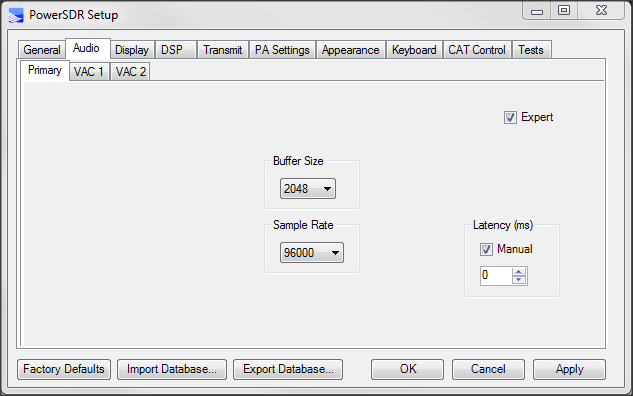 PowerSDR Setup
General Audio Display DSP Transmit PA Settings Appearance Keyboard CAT Control Tests
Primary VAC 1 VAC 2
Expert
Buffer Size
2048
Sample Rate Latency (ms)
96000 Manual
0
Factory Defaults Import Database... Export Database... OK Cancel Apply